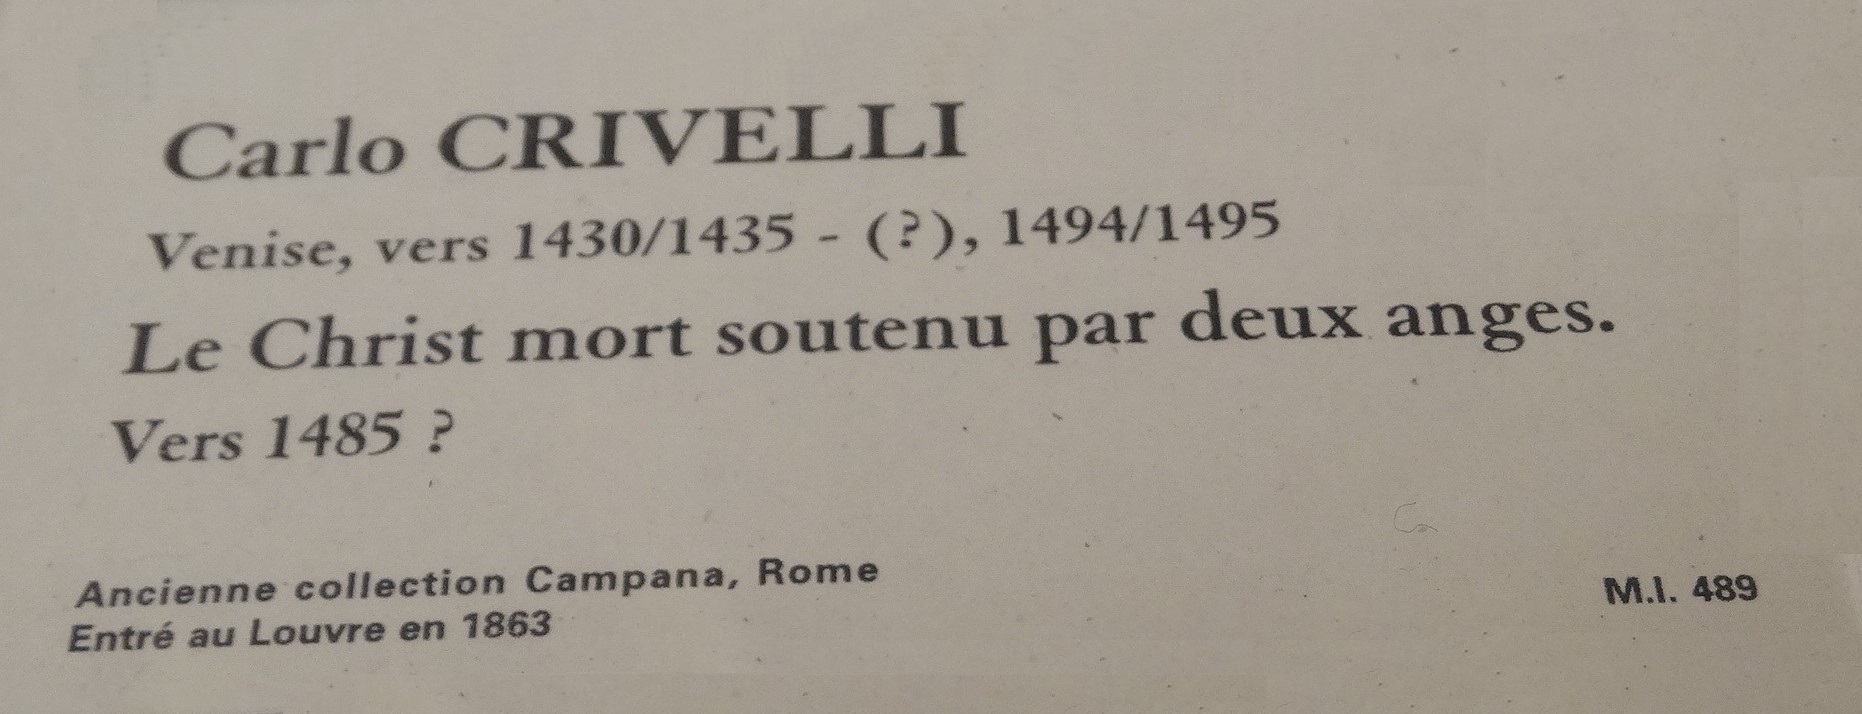 Carlo CRIVELLI
Venise, vers 1430/1435 - (?), 1494/1495
Le Christ mort soutenu par deux anges.
Vers 1485 ?
Ancienne collection Campana, Rome
Entré au Louvre en 1863
M.I. 489